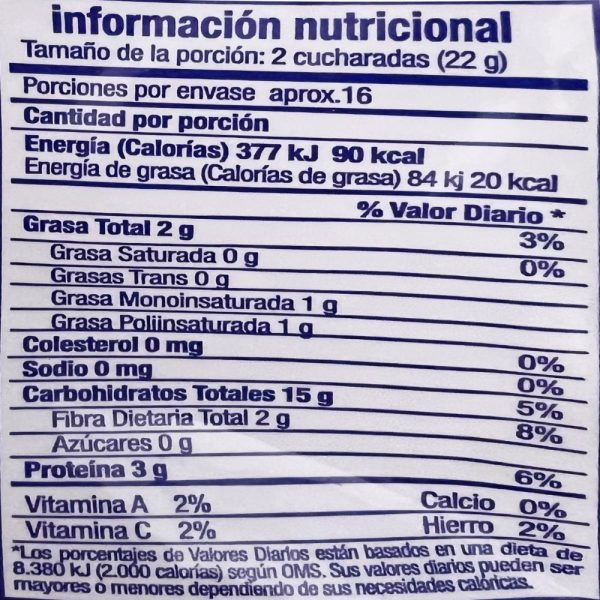 información nutricional
Tamaño de la porción: 2 cucharadas (22 g)
Porciones por envase aprox.16
Cantidad por porción
Energía (Calorías) 377 kJ 90 kcal
Energía de grasa (Calorías de grasa) 84 kj 20 kcal
% Valor Diario *
Grasa Total 2 g 3%
Grasa Saturada 0 g 0%
Grasas Trans 0 g
Grasa Monoinsaturada 1 g
Grasa Poliinsaturada 1 g
Colesterol 0 mg 0%
Sodio 0 mg 0%
Carbohidratos Totales 15 g 5%
Fibra Dietaria Total 2 g 8%
Azúcares 0 g
Proteína 3 g 6%
Vitamina A 2% Calcio 0%
Vitamina C 2% Hierro 2%
*Los porcentajes de Valores Diarios están basados en una dieta de
8.380 kJ (2.000 calorías) según OMS. Sus valores diarios pueden ser
mayores o menores dependiendo de sus necesidades calóricas.